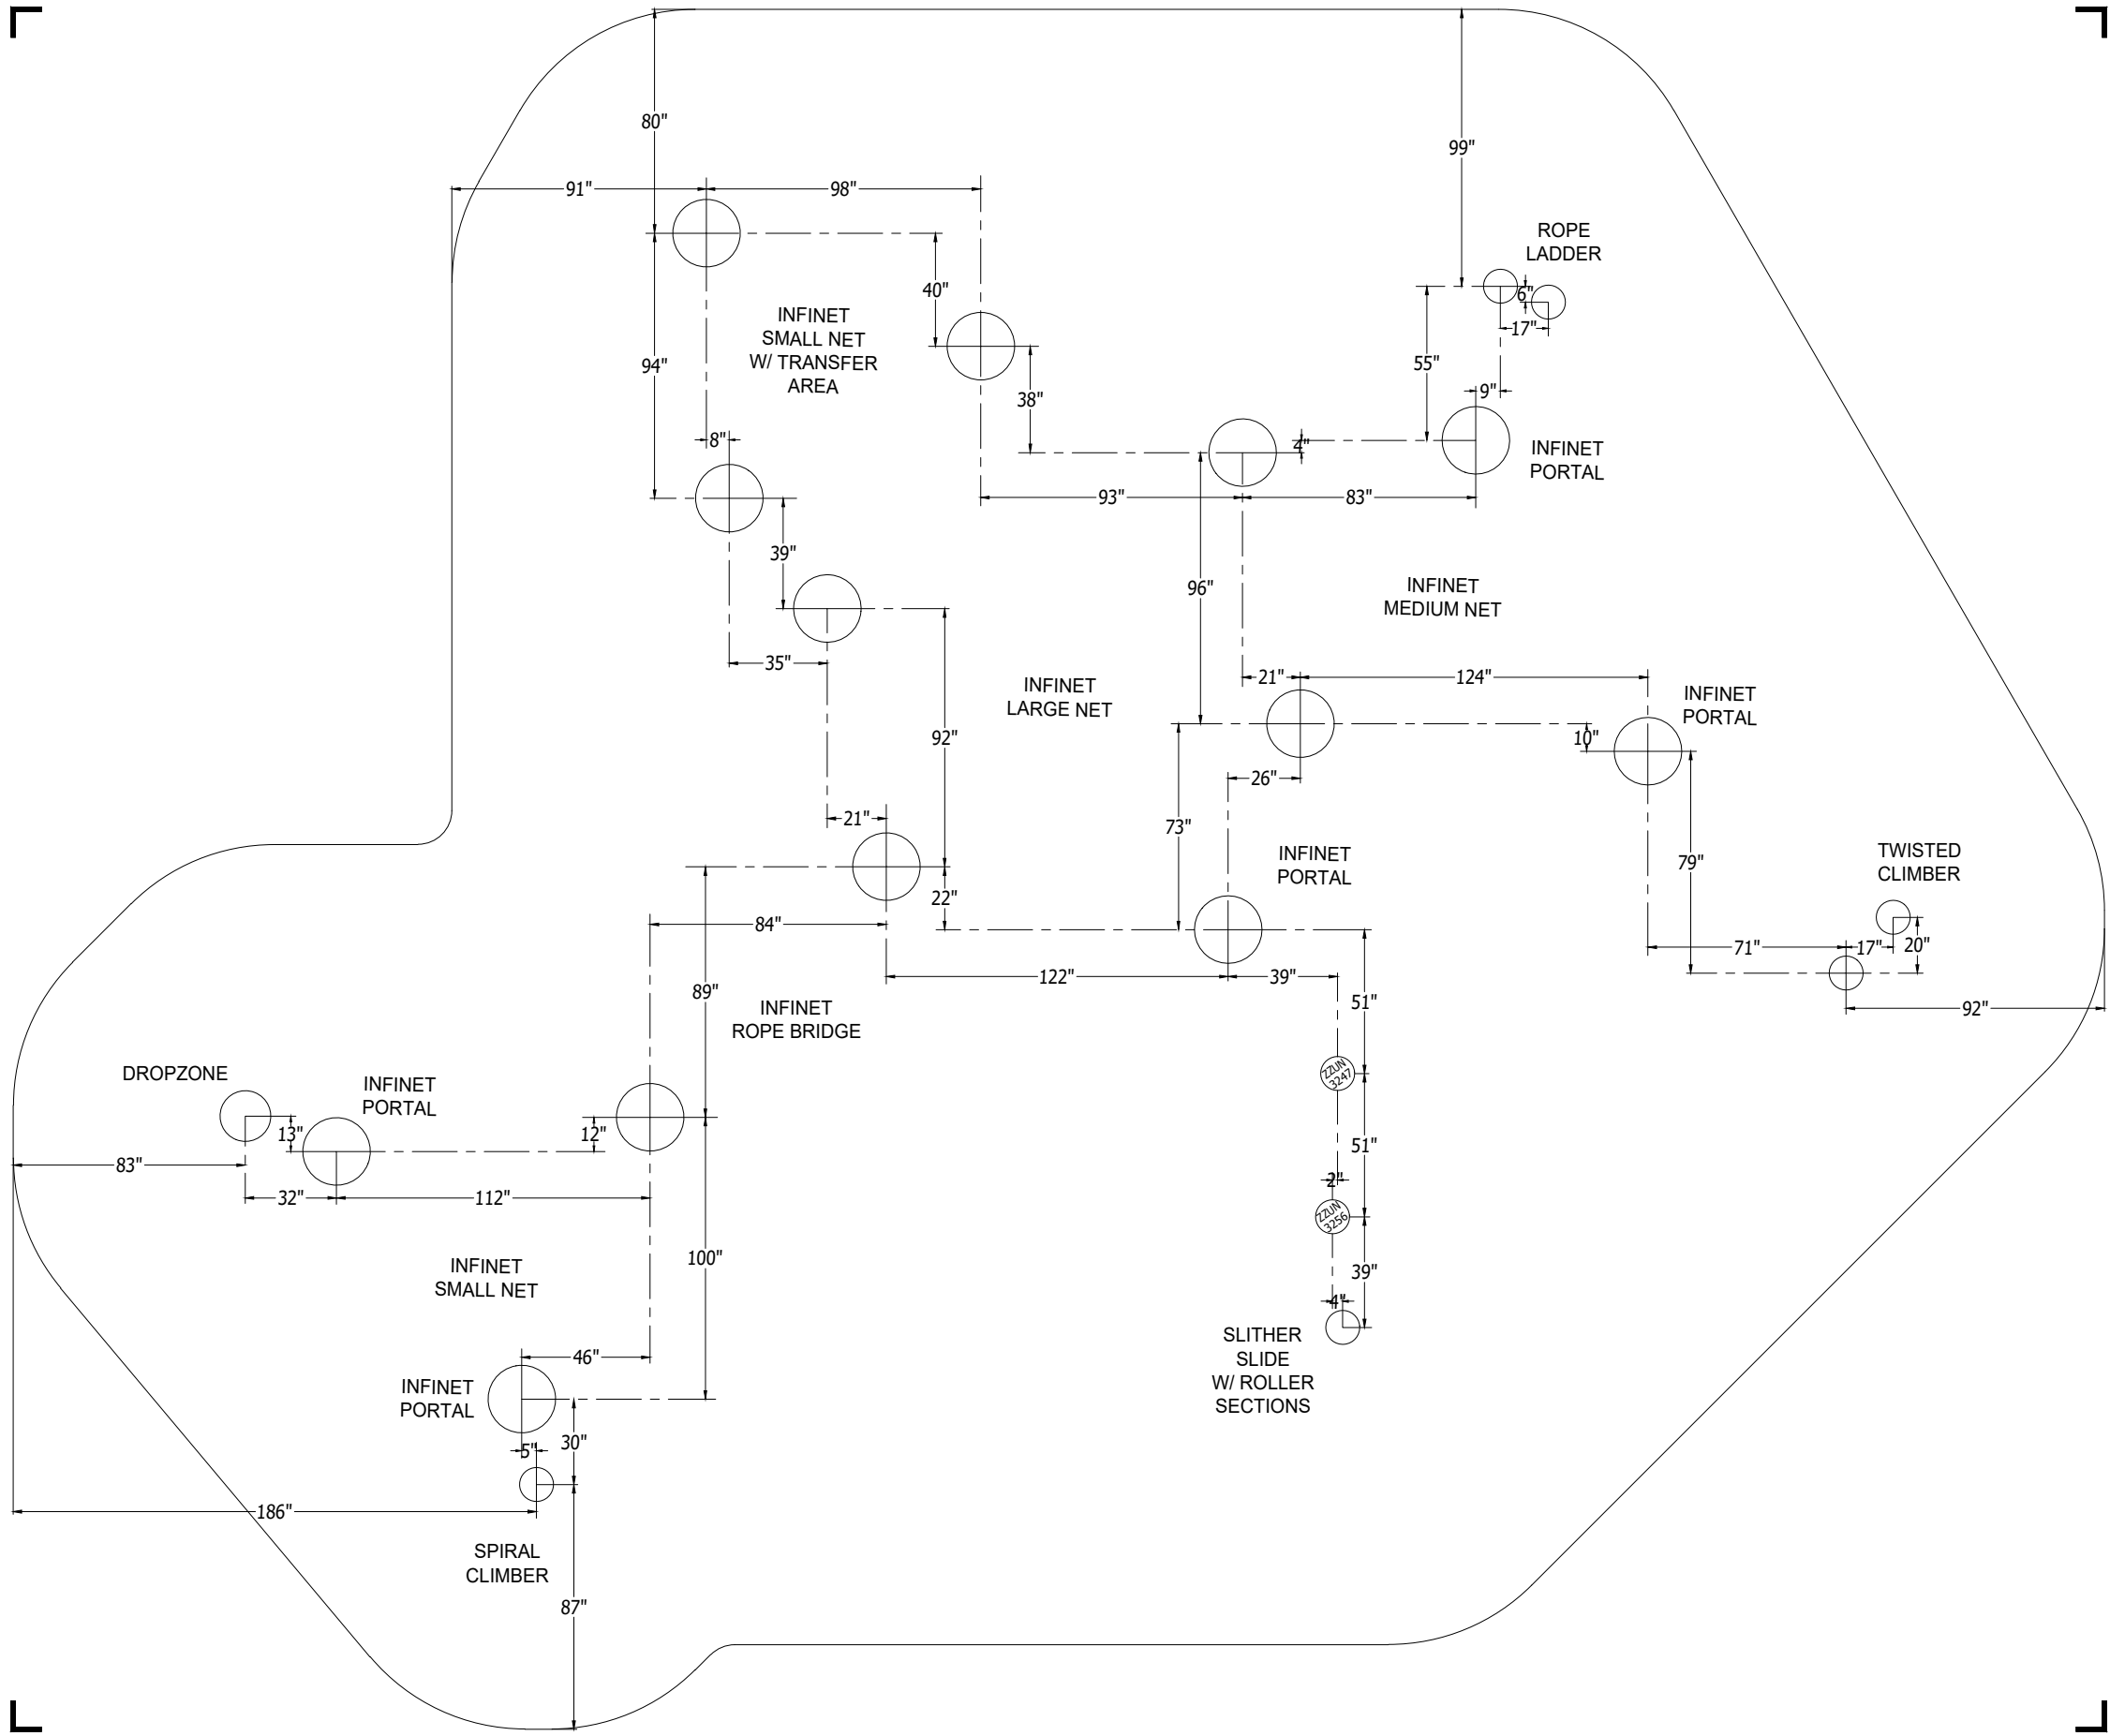 80"
99"
91"
98"
ROPE
LADDER
40"
6"
17"
INFINET
SMALL NET
W/ TRANSFER
AREA
94"
55"
38"
9"
8"
4"
INFINET
PORTAL
93"
83"
39"
96"
INFINET
MEDIUM NET
35"
21"
124"
INFINET
LARGE NET
INFINET
PORTAL
92"
10"
26"
21"
73"
INFINET
PORTAL
79"
TWISTED
CLIMBER
22"
84"
71"
17"
20"
122"
39"
89"
51"
92"
INFINET
ROPE BRIDGE
DROPZONE
INFINET
PORTAL
ZZUN
3247
13"
12"
51"
83"
2"
32"
112"
ZZUN
3256
100"
INFINET
SMALL NET
39"
4"
SLITHER
SLIDE
W/ ROLLER
SECTIONS
46"
INFINET
PORTAL
30"
5"
186"
SPIRAL
CLIMBER
87"